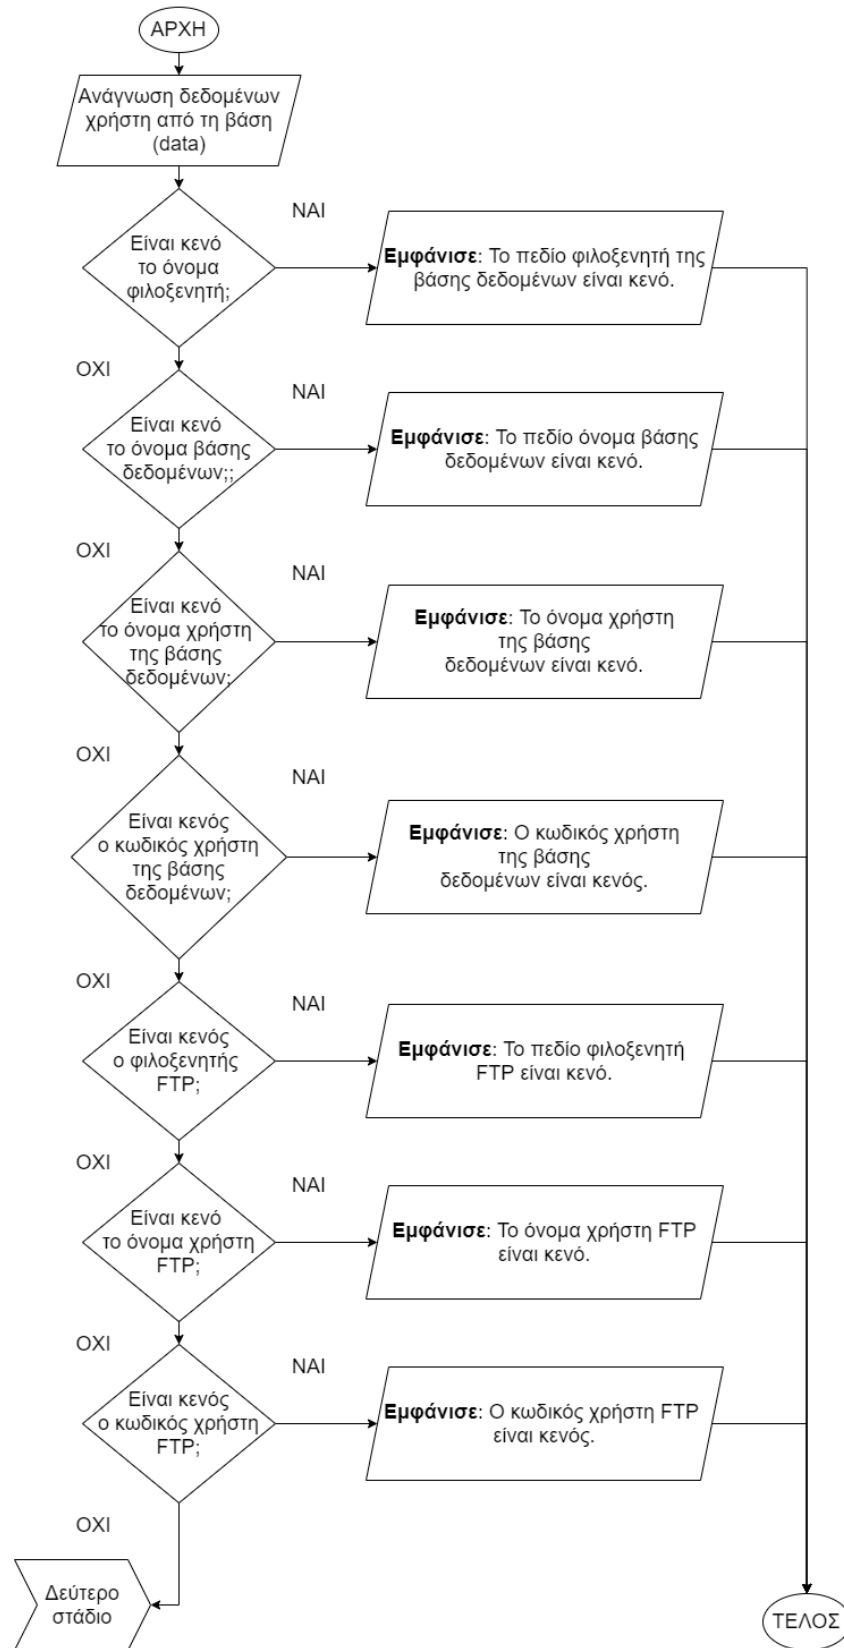 ΑΡΧΗ
Ανάγνωση δεδομένων
χρήστη από τη βάση
(data)
Είναι κενό
το όνομα
φιλοξενητή;
ΝΑΙ
Εμφάνισε: Το πεδίο φιλοξενητή της
βάσης δεδομένων είναι κενό.
ΟΧΙ
Είναι κενό
το όνομα βάσης
δεδομένων;;
ΝΑΙ
Εμφάνισε: Το πεδίο όνομα βάσης
δεδομένων είναι κενό.
ΟΧΙ
Είναι κενό
το όνομα χρήστη
της βάσης
δεδομένων;
ΝΑΙ
Εμφάνισε: Το όνομα χρήστη
της βάσης
δεδομένων είναι κενό.
ΟΧΙ
Είναι κενός
ο κωδικός χρήστη
της βάσης
δεδομένων;
ΝΑΙ
Εμφάνισε: Ο κωδικός χρήστη
της βάσης
δεδομένων είναι κενός.
ΟΧΙ
Είναι κενός
ο φιλοξενητής
FTP;
ΝΑΙ
Εμφάνισε: Το πεδίο φιλοξενητή
FTP είναι κενό.
ΟΧΙ
Είναι κενό
το όνομα χρήστη
FTP;
ΝΑΙ
Εμφάνισε: Το όνομα χρήστη FTP
είναι κενό.
ΟΧΙ
Είναι κενός
ο κωδικός χρήστη
FTP;
ΝΑΙ
Εμφάνισε: Ο κωδικός χρήστη FTP
είναι κενός.
ΟΧΙ
Δεύτερο
στάδιο
ΤΕΛΟΣ